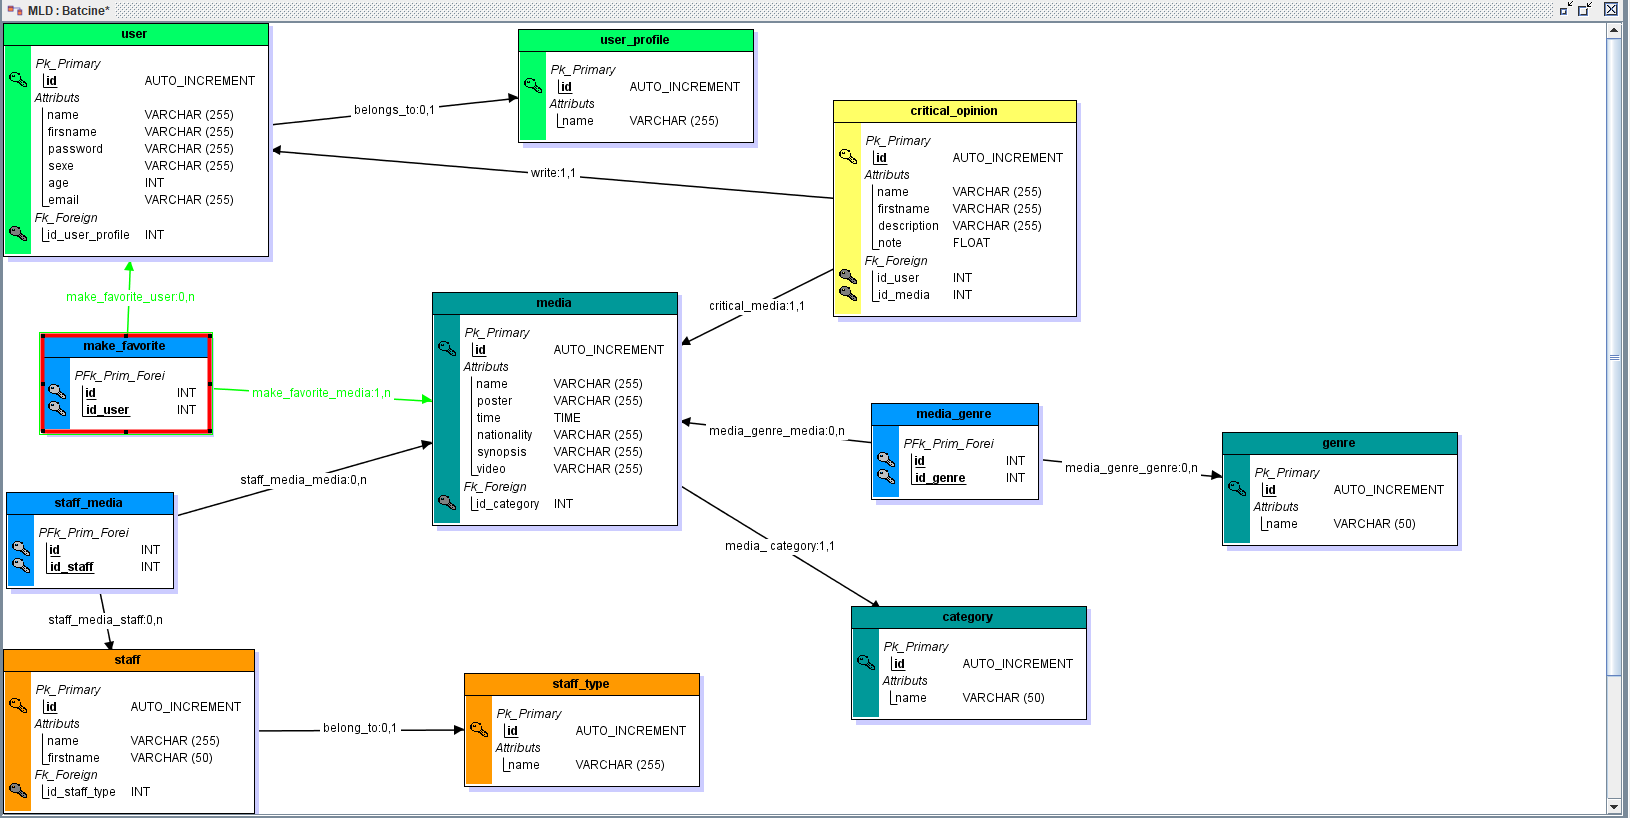 MLD : Batcine*
user
Pk_Primary
id AUTO_INCREMENT
Attributs
name VARCHAR (255)
firsname VARCHAR (255)
password VARCHAR (255)
sexe VARCHAR (255)
age INT
email VARCHAR (255)
Fk_Foreign
id_user_profile INT
belongs_to:0,1
user_profile
Pk_Primary
id AUTO_INCREMENT
Attributs
name VARCHAR (255)
write:1,1
critical_opinion
Pk_Primary
id AUTO_INCREMENT
Attributs
name VARCHAR (255)
firstname VARCHAR (255)
description VARCHAR (255)
note FLOAT
Fk_Foreign
id_user INT
id_media INT
make_favorite_user:0,n
make_favorite
PFk_Prim_Forei
id INT
id_user INT
make_favorite_media:1,n
media
Pk_Primary
id AUTO_INCREMENT
Attributs
name VARCHAR (255)
poster VARCHAR (255)
time TIME
nationality VARCHAR (255)
synopsis VARCHAR (255)
video VARCHAR (255)
Fk_Foreign
id_category INT
critical_media:1,1
media_genre_media:0,n
media_genre
PFk_Prim_Forei
id INT
id_genre INT
media_genre_genre:0,n
genre
Pk_Primary
id AUTO_INCREMENT
Attributs
name VARCHAR (50)
staff_media_media:0,n
staff_media
PFk_Prim_Forei
id INT
id_staff INT
staff_media_staff:0,n
media_ category:1,1
category
Pk_Primary
id AUTO_INCREMENT
Attributs
name VARCHAR (50)
staff
Pk_Primary
id AUTO_INCREMENT
Attributs
name VARCHAR (255)
firstname VARCHAR (50)
Fk_Foreign
id_staff_type INT
belong_to:0,1
staff_type
Pk_Primary
id AUTO_INCREMENT
Attributs
name VARCHAR (255)